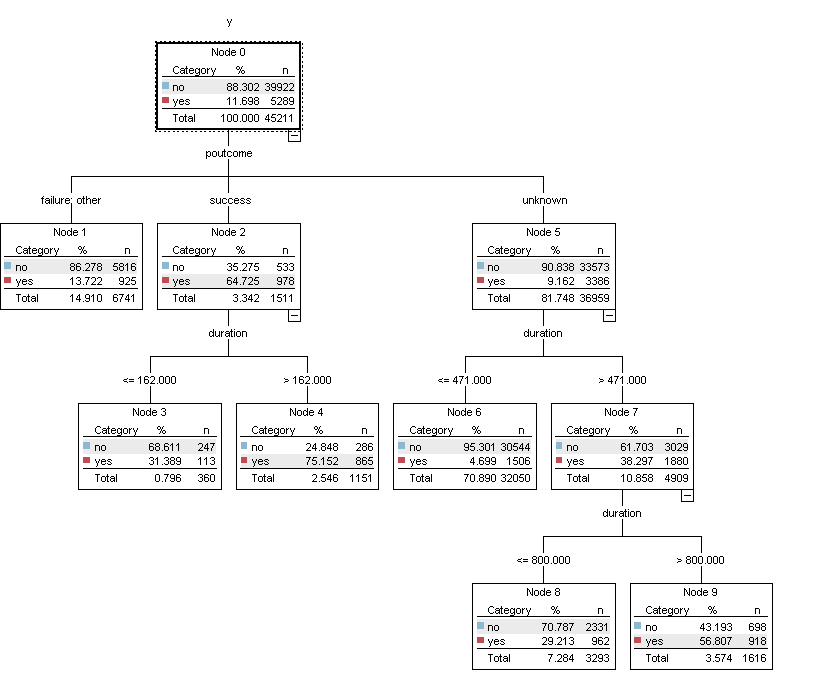 y
Node 0
Category % n
no 88.302 39922
yes 11.698 5289
Total 100.000 45211
poutcome
failure; other success unknown
Node 1
Category % n
no 86.278 5816
yes 13.722 925
Total 14.910 6741
Node 2
Category % n
no 35.275 533
yes 64.725 978
Total 3.342 1511
Node 5
Category % n
no 90.838 33573
yes 9.162 3386
Total 81.748 36959
duration
duration
<= 162.000 > 162.000 <= 471.000 > 471.000
Node 3
Category % n
no 68.611 247
yes 31.389 113
Total 0.796 360
Node 4
Category % n
no 24.848 286
yes 75.152 865
Total 2.546 1151
Node 6
Category % n
no 95.301 30544
yes 4.699 1506
Total 70.890 32050
Node 7
Category % n
no 61.703 3029
yes 38.297 1880
Total 10.858 4909
duration
<= 800.000 > 800.000
Node 8
Category % n
no 70.787 2331
yes 29.213 962
Total 7.284 3293
Node 9
Category % n
no 43.193 698
yes 56.807 918
Total 3.574 1616